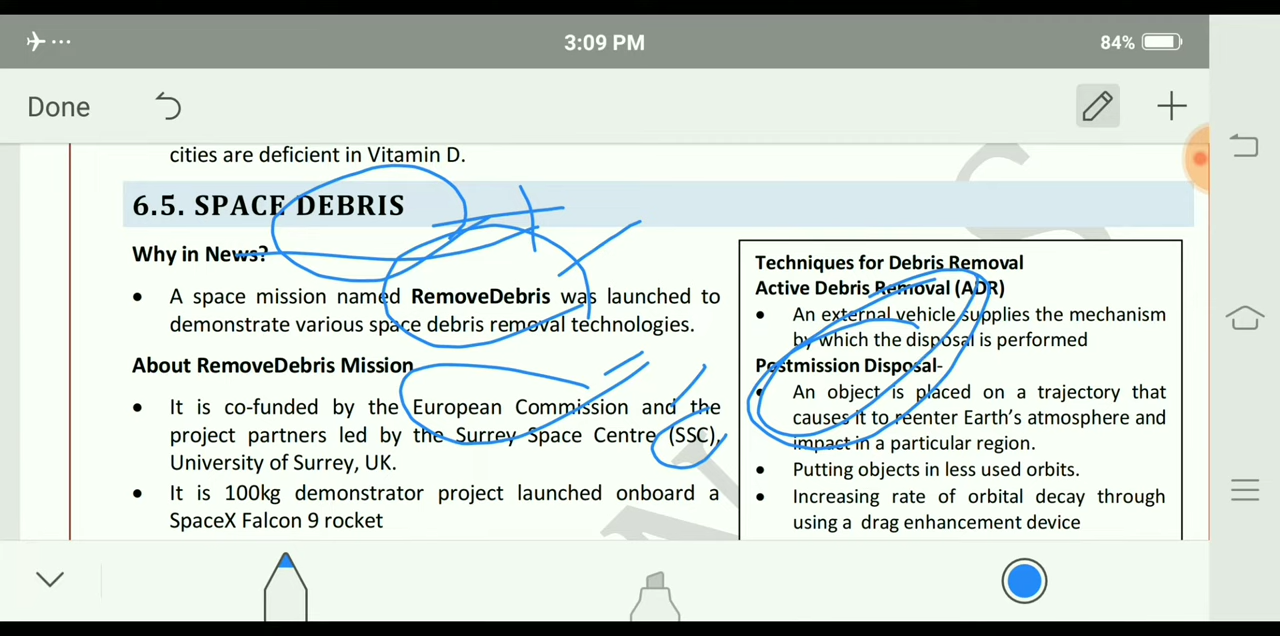 3:09 PM
84%
Done
cities are deficient in Vitamin D.
6.5. SPACE DEBRIS
Why in News?
• A space mission named RemoveDebris was launched to
demonstrate various space debris removal technologies.
About RemoveDebris Mission
• It is co-funded by the European Commission and the
project partners led by the Surrey Space Centre (SSC),
University of Surrey, UK.
• It is 100kg demonstrator project launched onboard a
SpaceX Falcon 9 rocket
Techniques for Debris Removal
Active Debris Removal (ADR)
• An external vehicle supplies the mechanism
by which the disposal is performed
Postmission Disposal-
• An object is placed on a trajectory that
causes it to reenter Earth's atmosphere and
impact in a particular region.
• Putting objects in less used orbits.
• Increasing rate of orbital decay through
using a drag enhancement device